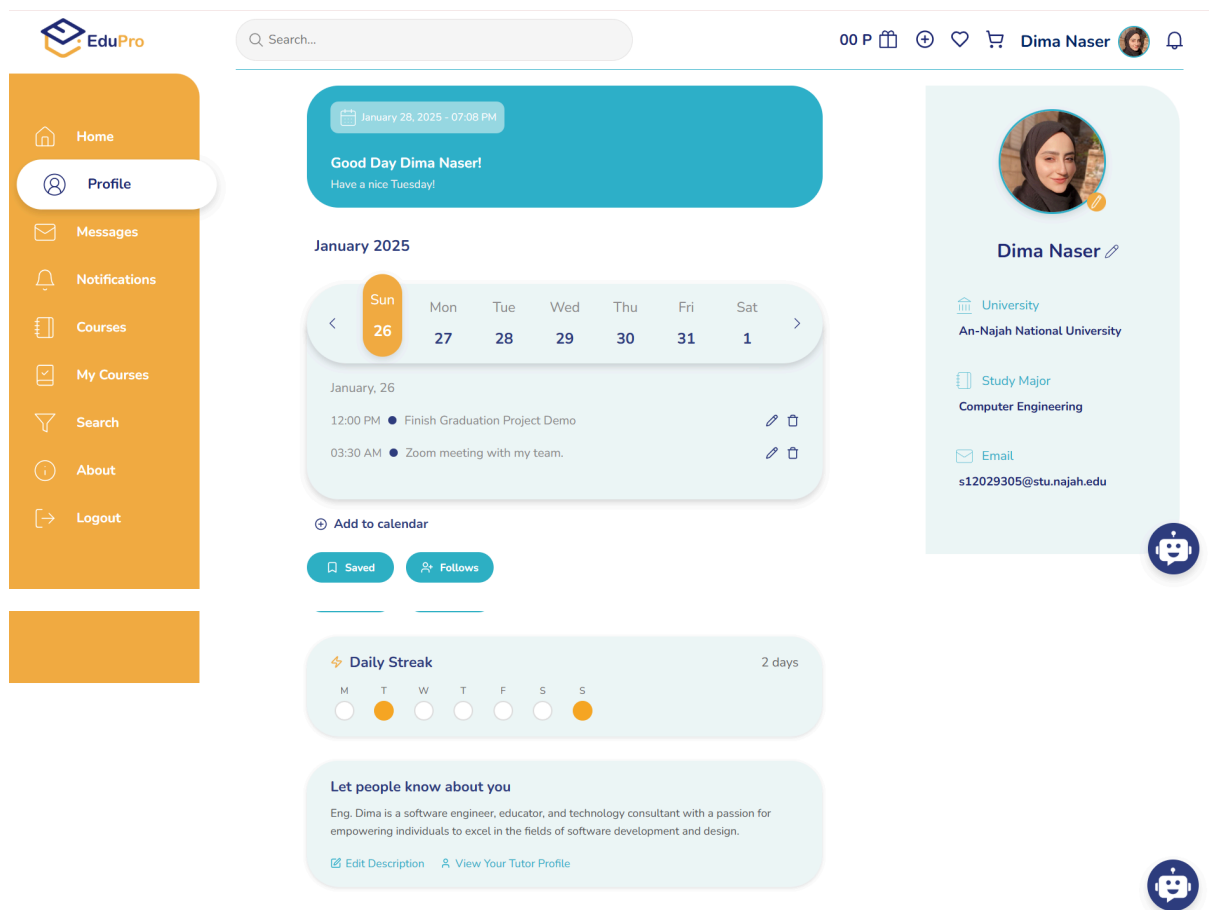 EduPro
Search...
00 P
Dima Naser
Home
Profile
Messages
Notifications
Courses
My Courses
Search
About
Logout
January 28, 2025 - 07:08 PM
Good Day Dima Naser!
Have a nice Tuesday!
January 2025
Sun Mon Tue Wed Thu Fri Sat
26 27 28 29 30 31 1
January, 26
12:00 PM Finish Graduation Project Demo
03:30 AM Zoom meeting with my team.
Add to calendar
Saved Follows
Daily Streak 2 days
M T W T F S S
Let people know about you
Eng. Dima is a software engineer, educator, and technology consultant with a passion for
empowering individuals to excel in the fields of software development and design.
Edit Description View Your Tutor Profile
Dima Naser
University
An-Najah National University
Study Major
Computer Engineering
Email
s12029305@stu.najah.edu